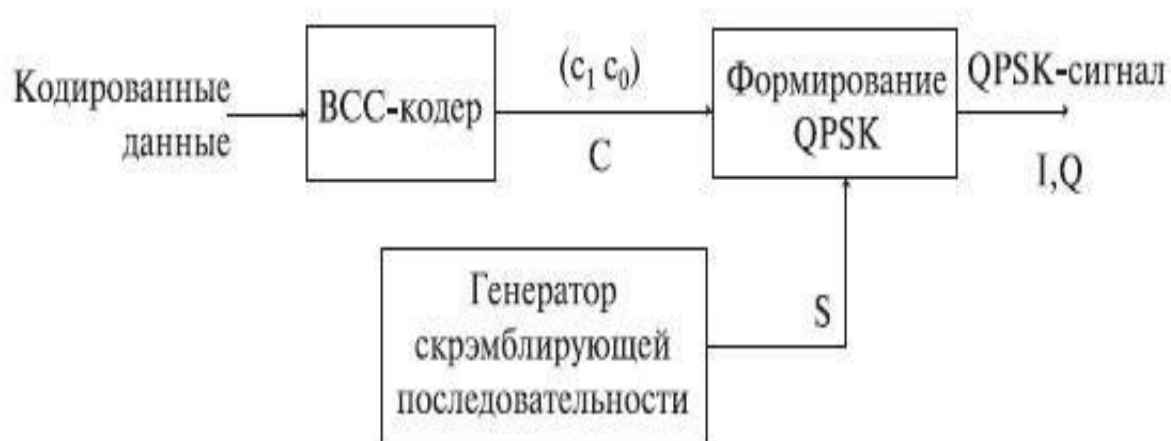 Кодированные
данные
ВСС-кодер
(c₁ c₀)
C
Формирование
QPSK
QPSK-сигнал
I,Q
Генератор
скрэмблирующей
последовательности
S